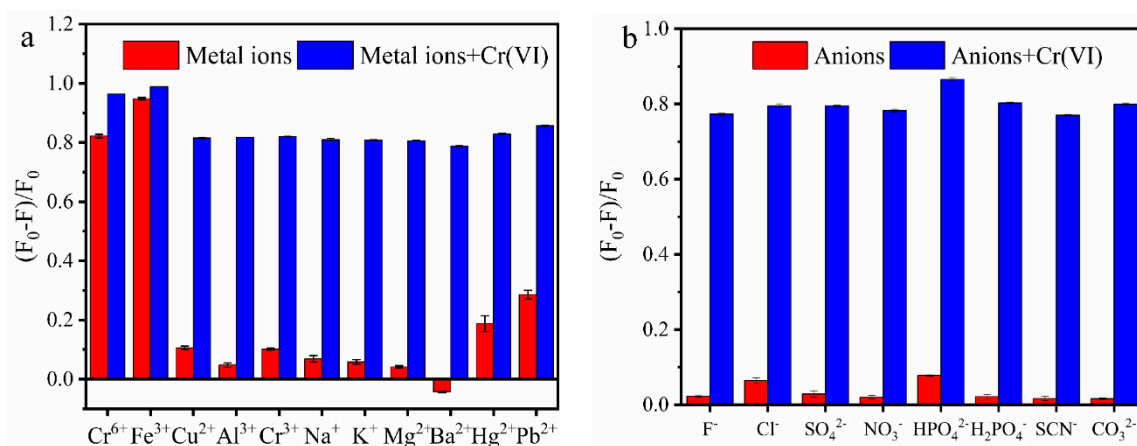 a
Metal ions Metal ions+Cr(VI)
(F₀-F)/F₀
1.2
1.0
0.8
0.6
0.4
0.2
0.0
Cr⁶⁺ Fe³⁺ Cu²⁺ Al³⁺ Cr³⁺ Na⁺ K⁺ Mg²⁺ Ba²⁺ Hg²⁺ Pb²⁺
b
Anions Anions+Cr(VI)
(F₀-F)/F₀
1.0
0.8
0.6
0.4
0.2
0.0
F⁻ Cl⁻ SO₄²⁻ NO₃⁻ HPO₄²⁻ H₂PO₄⁻ SCN⁻ CO₃²⁻